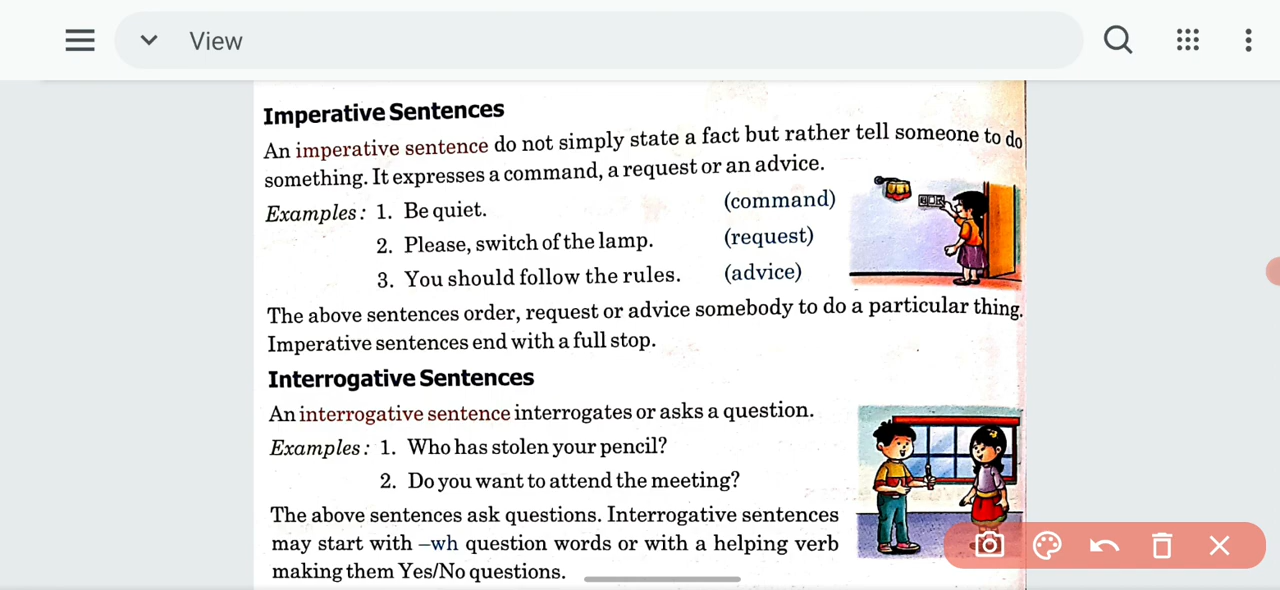 View
Imperative Sentences
An imperative sentence do not simply state a fact but rather tell someone to do
something. It expresses a command, a request or an advice.
Examples : 1. Be quiet. (command)
2. Please, switch of the lamp. (request)
3. You should follow the rules. (advice)
The above sentences order, request or advice somebody to do a particular thing.
Imperative sentences end with a full stop.
Interrogative Sentences
An interrogative sentence interrogates or asks a question.
Examples : 1. Who has stolen your pencil?
2. Do you want to attend the meeting?
The above sentences ask questions. Interrogative sentences
may start with –wh question words or with a helping verb
making them Yes/No questions.